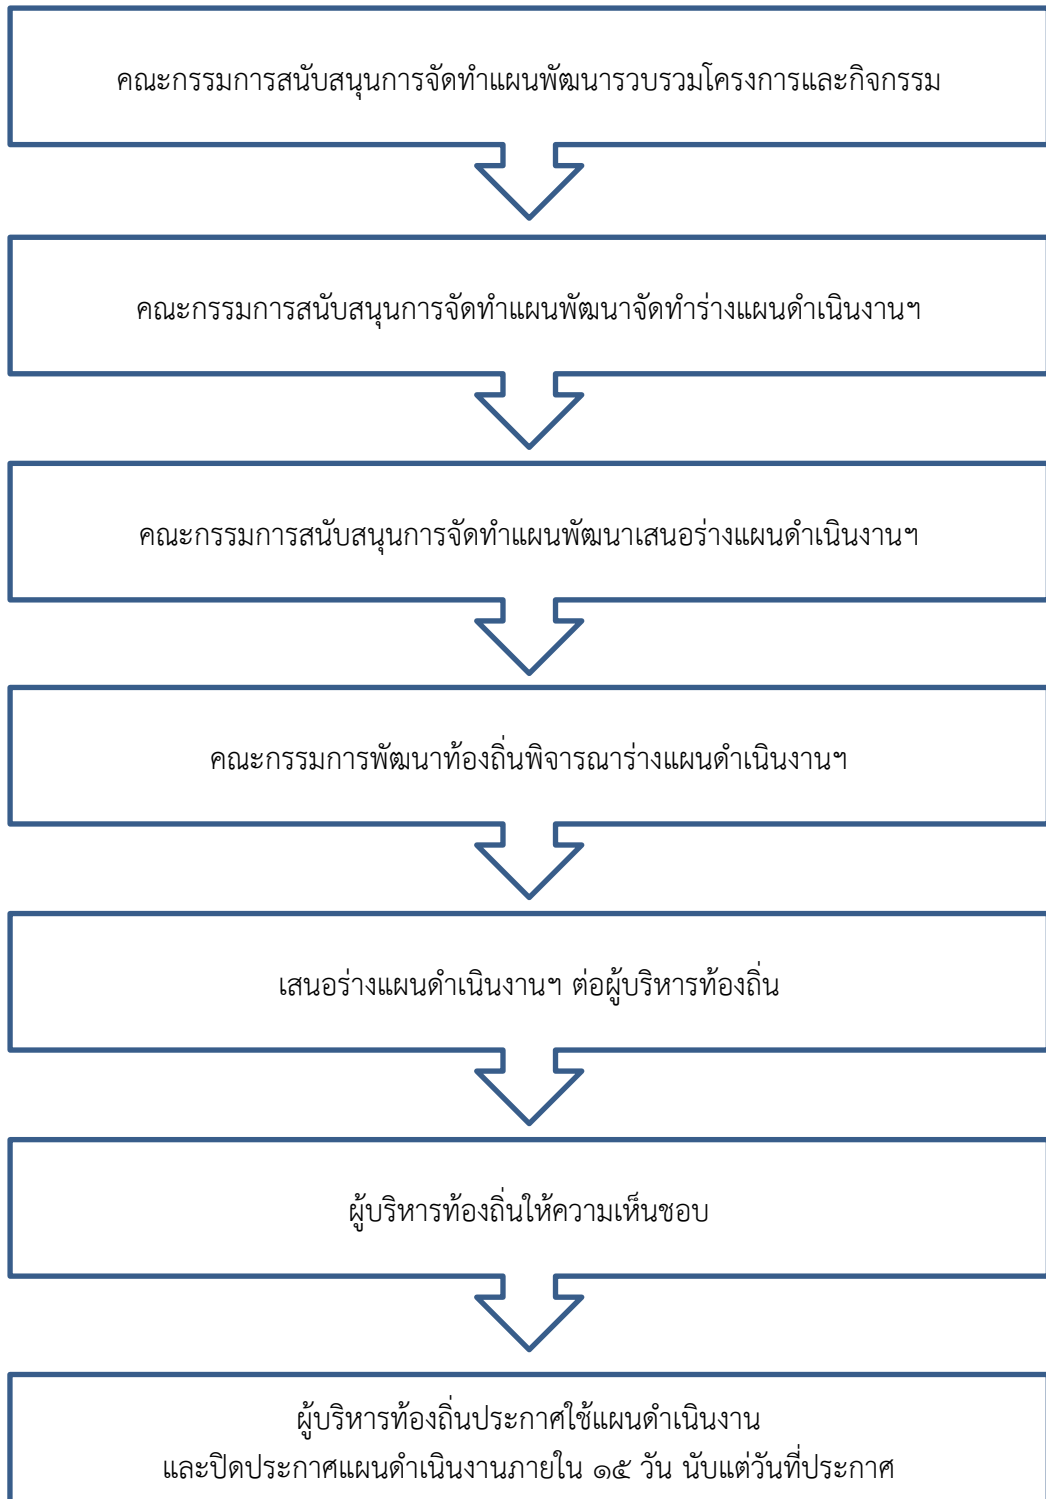 คณะกรรมการสนับสนุนการจัดทำแผนพัฒนารวบรวมโครงการและกิจกรรม
คณะกรรมการสนับสนุนการจัดทำแผนพัฒนาจัดทำร่างแผนดำเนินงานฯ
คณะกรรมการสนับสนุนการจัดทำแผนพัฒนาเสนอร่างแผนดำเนินงานฯ
คณะกรรมการพัฒนาท้องถิ่นพิจารณาร่างแผนดำเนินงานฯ
เสนอร่างแผนดำเนินงานฯ ต่อผู้บริหารท้องถิ่น
ผู้บริหารท้องถิ่นให้ความเห็นชอบ
ผู้บริหารท้องถิ่นประกาศใช้แผนดำเนินงาน
และปิดประกาศแผนดำเนินงานภายใน ๑๕ วัน นับแต่วันที่ประกาศ